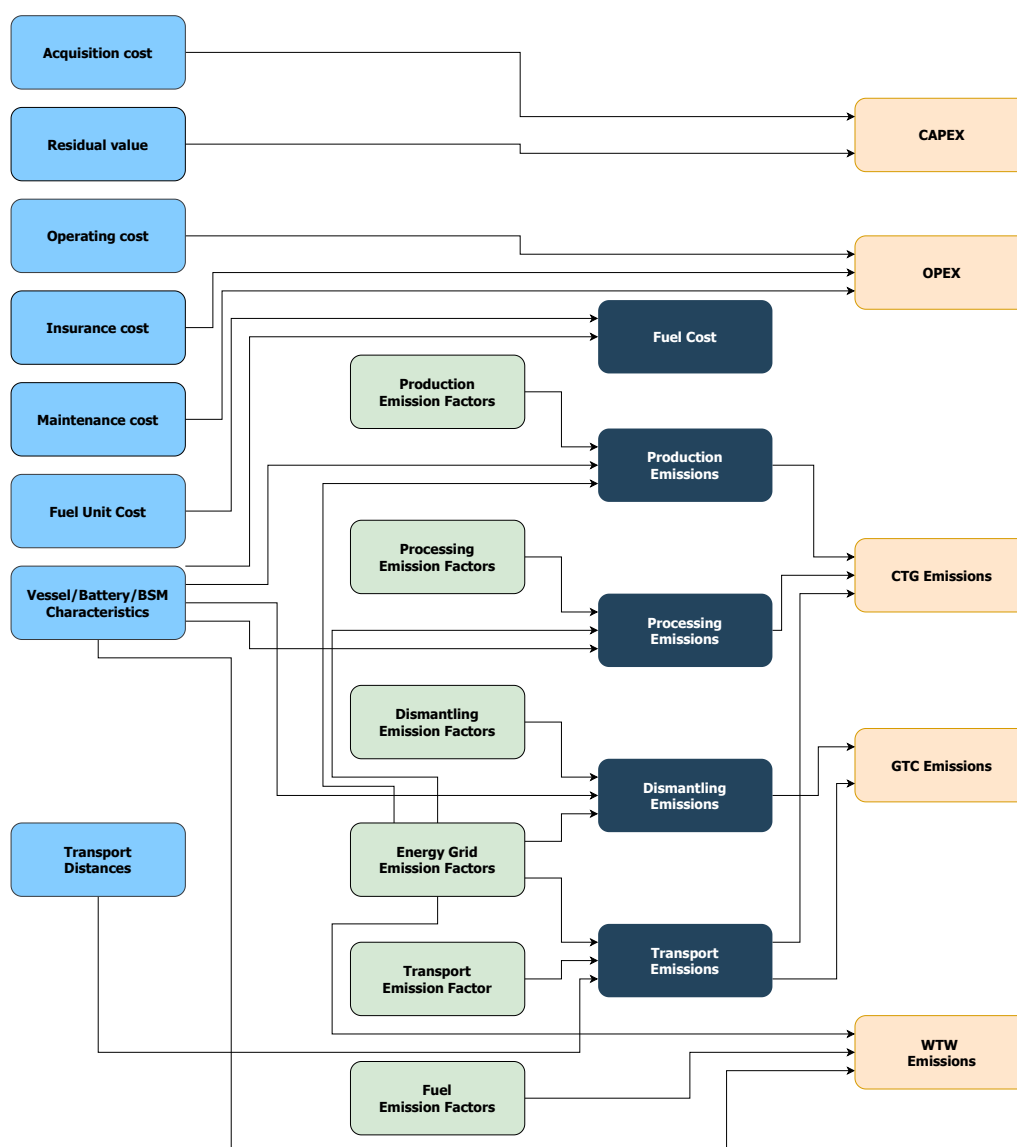 Acquisition cost
Residual value
CAPEX
Operating cost
OPEX
Insurance cost
Fuel Cost
Production
Emission Factors
Maintenance cost
Production
Emissions
Fuel Unit Cost
Processing
Emission Factors
CTG Emissions
Vessel/Battery/BSM
Characteristics
Processing
Emissions
Dismantling
Emission Factors
GTC Emissions
Dismantling
Emissions
Transport
Distances
Energy Grid
Emission Factors
Transport
Emissions
Transport
Emission Factor
WTW
Emissions
Fuel
Emission Factors